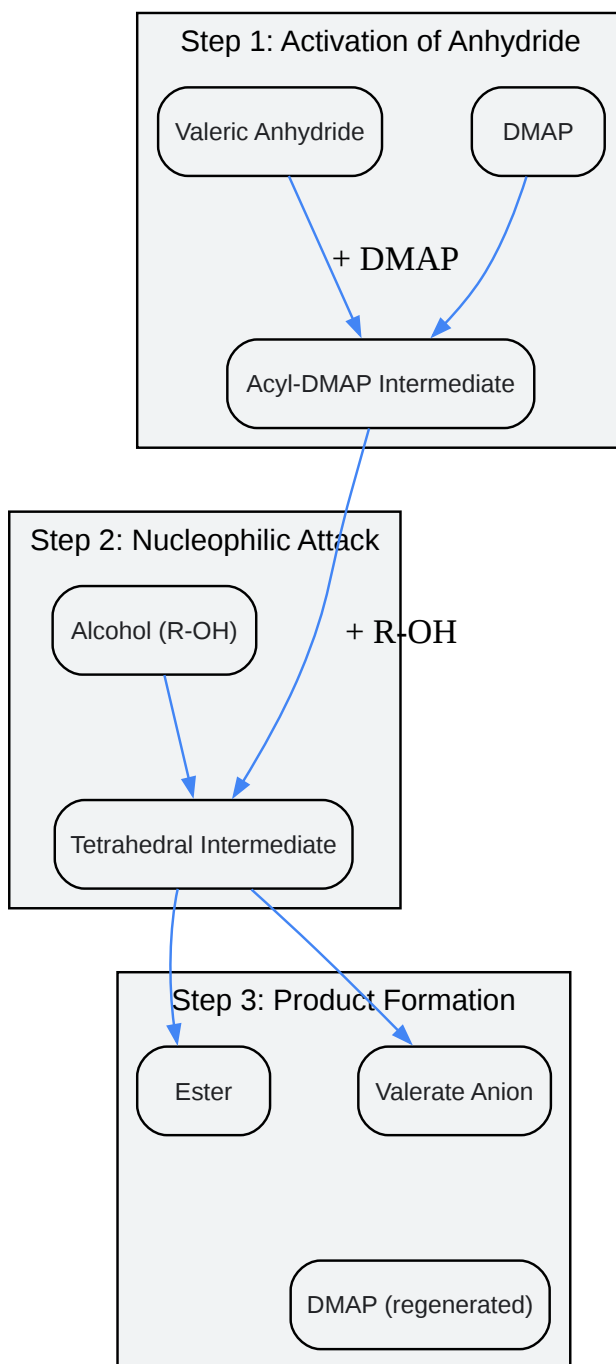 Step 1: Activation of Anhydride
Valeric Anhydride
DMAP
+ DMAP
Acyl-DMAP Intermediate
Step 2: Nucleophilic Attack
Alcohol (R-OH)
+ R-OH
Tetrahedral Intermediate
Step 3: Product Formation
Ester
Valerate Anion
DMAP (regenerated)